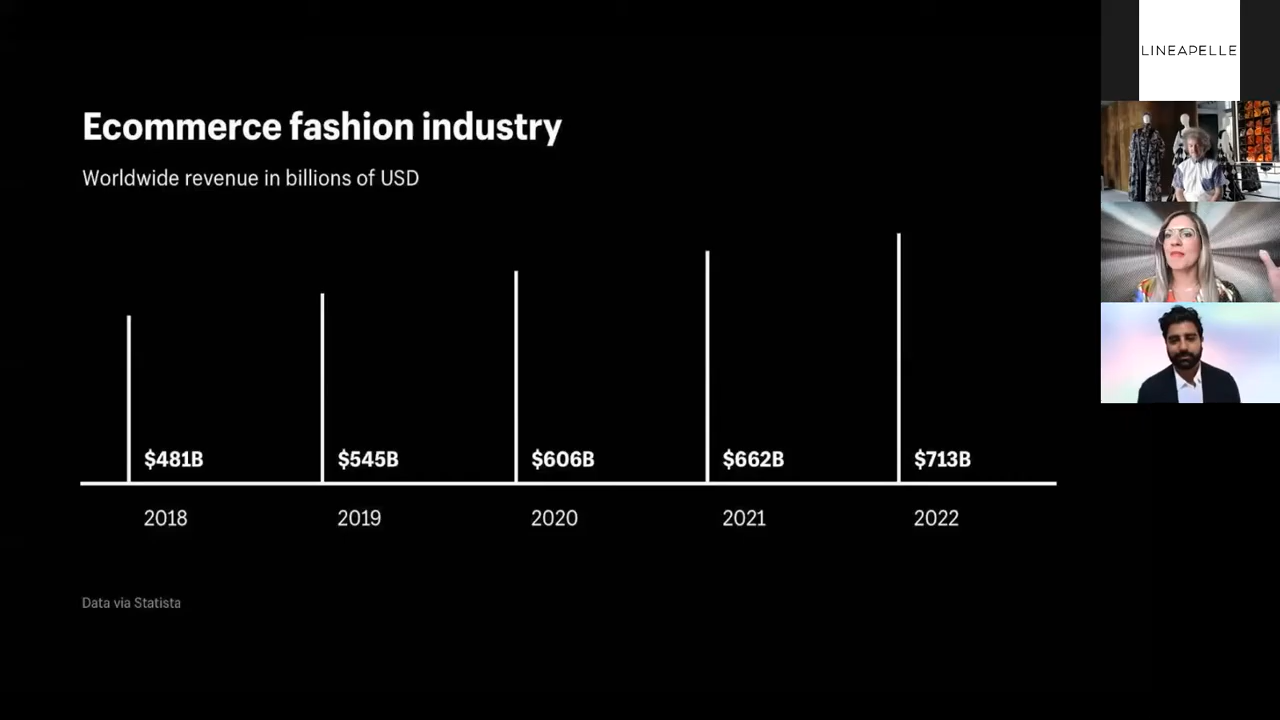 LINEAPELLE
Ecommerce fashion industry
Worldwide revenue in billions of USD
$481B
$545B
$606B
$662B
$713B
2018
2019
2020
2021
2022
Data via Statista